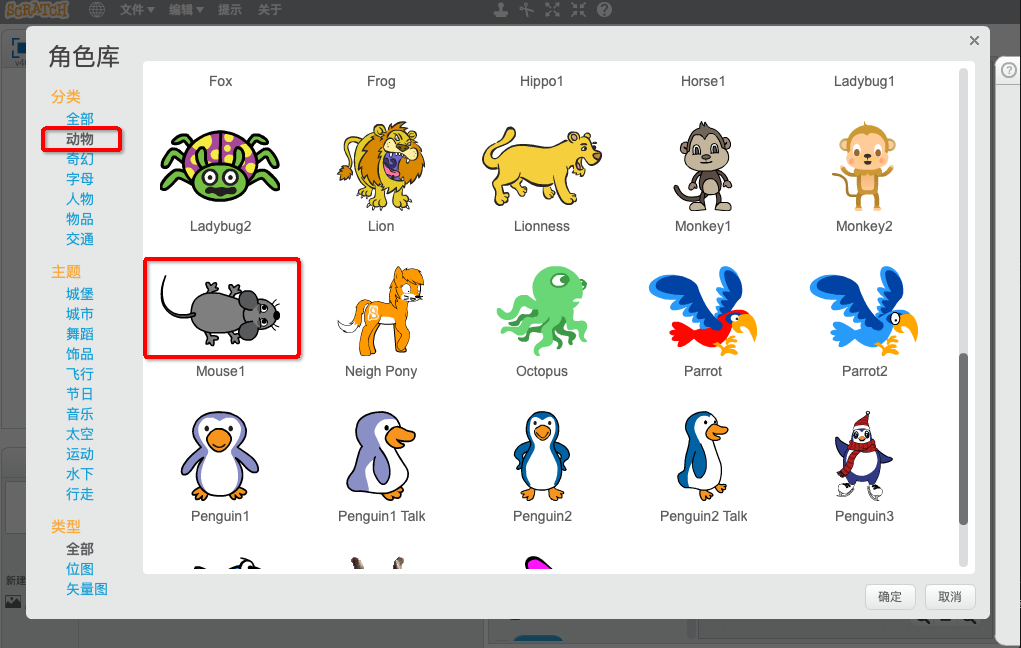 SCRATCH 文件▼ 编辑▼ 提示 关于
角色库
分类
全部
动物
奇幻
字母
人物
物品
交通
主题
城堡
城市
舞蹈
饰品
飞行
节日
音乐
太空
运动
水下
行走
类型
全部
位图
矢量图
Fox Frog Hippo1 Horse1 Ladybug1
Ladybug2 Lion Lionness Monkey1 Monkey2
Mouse1 Neigh Pony Octopus Parrot Parrot2
Penguin1 Penguin1 Talk Penguin2 Penguin2 Talk Penguin3
确定 取消
新建